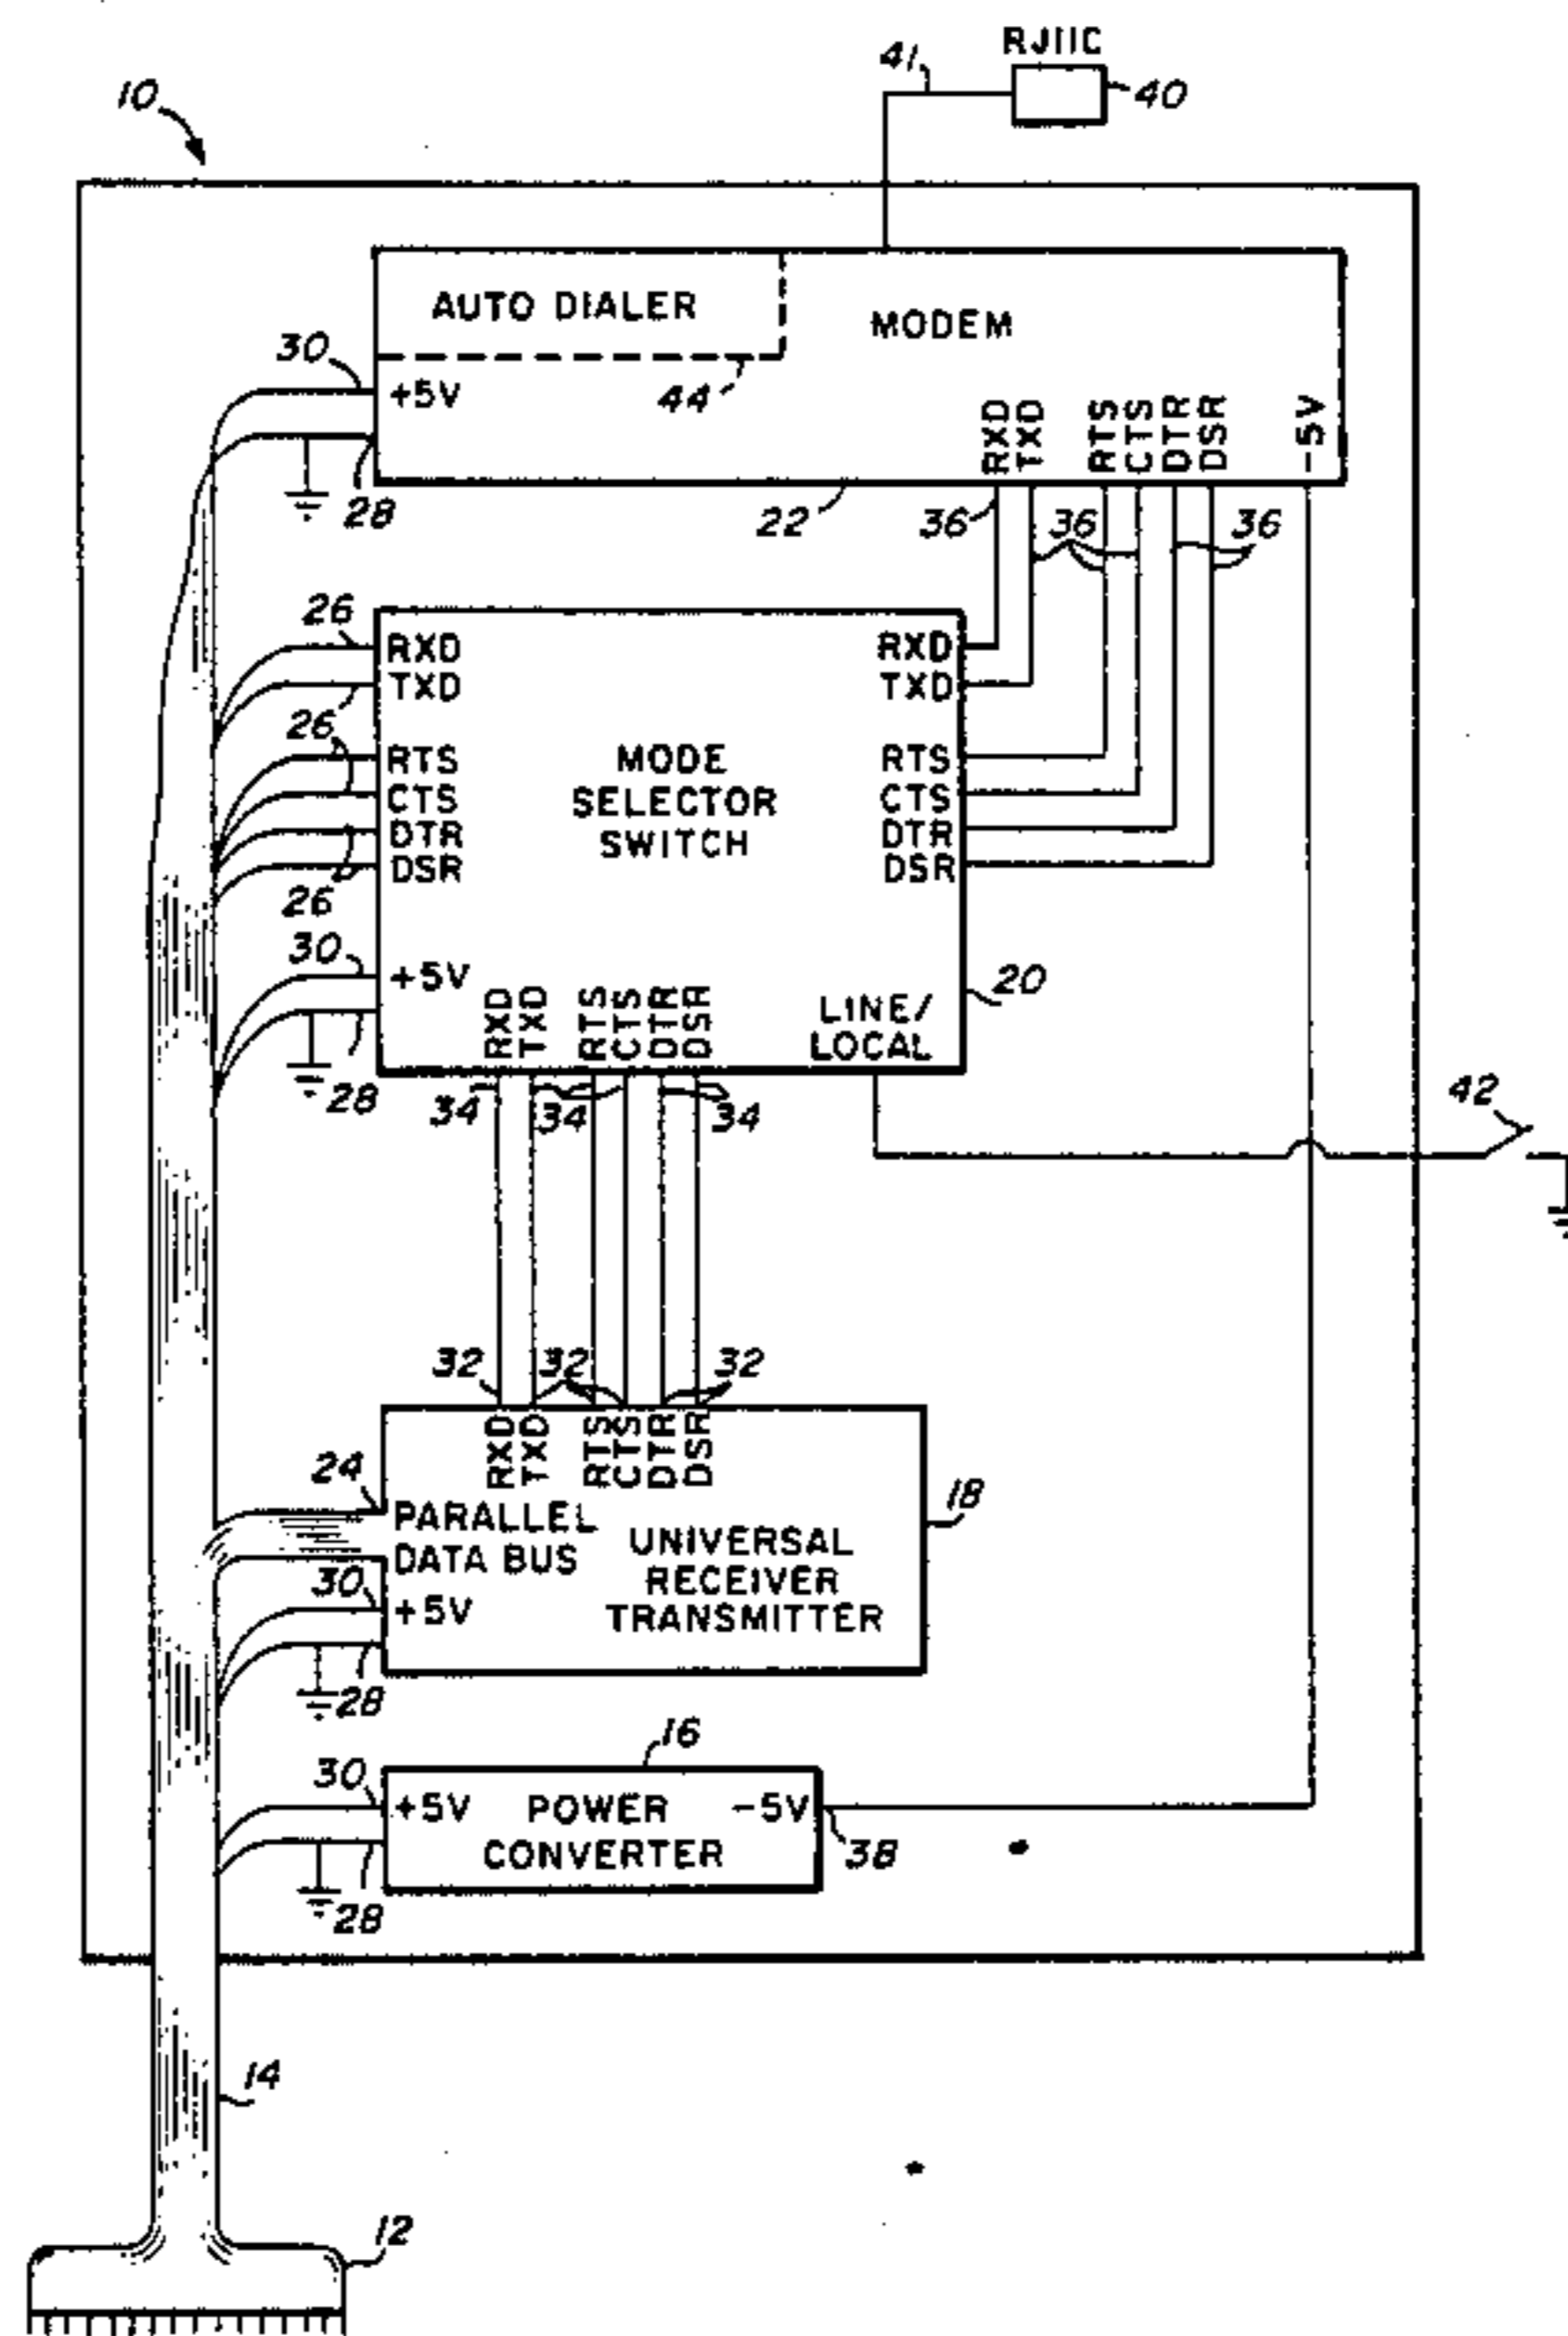 RJ11C
41
40
10
AUTO DIALER
MODEM
30
+5V
44
RXD
TXD
RTS
CTS
DTR
DSR
-5V
28
22
36
36
36
26
RXD
TXD
26
RTS
CTS
DTR
DSR
26
MODE
SELECTOR
SWITCH
RXD
TXD
RTS
CTS
DTR
DSR
30
+5V
28
RXD
TXD
RTS
CTS
DTR
DSR
LINE/
LOCAL
20
34
34
34
42
32
32
32
RXD
TXD
RTS
CTS
DTR
DSR
24
PARALLEL
DATA BUS
UNIVERSAL
RECEIVER
TRANSMITTER
18
30
+5V
28
16
30
+5V
POWER
CONVERTER
-5V
38
28
14
12